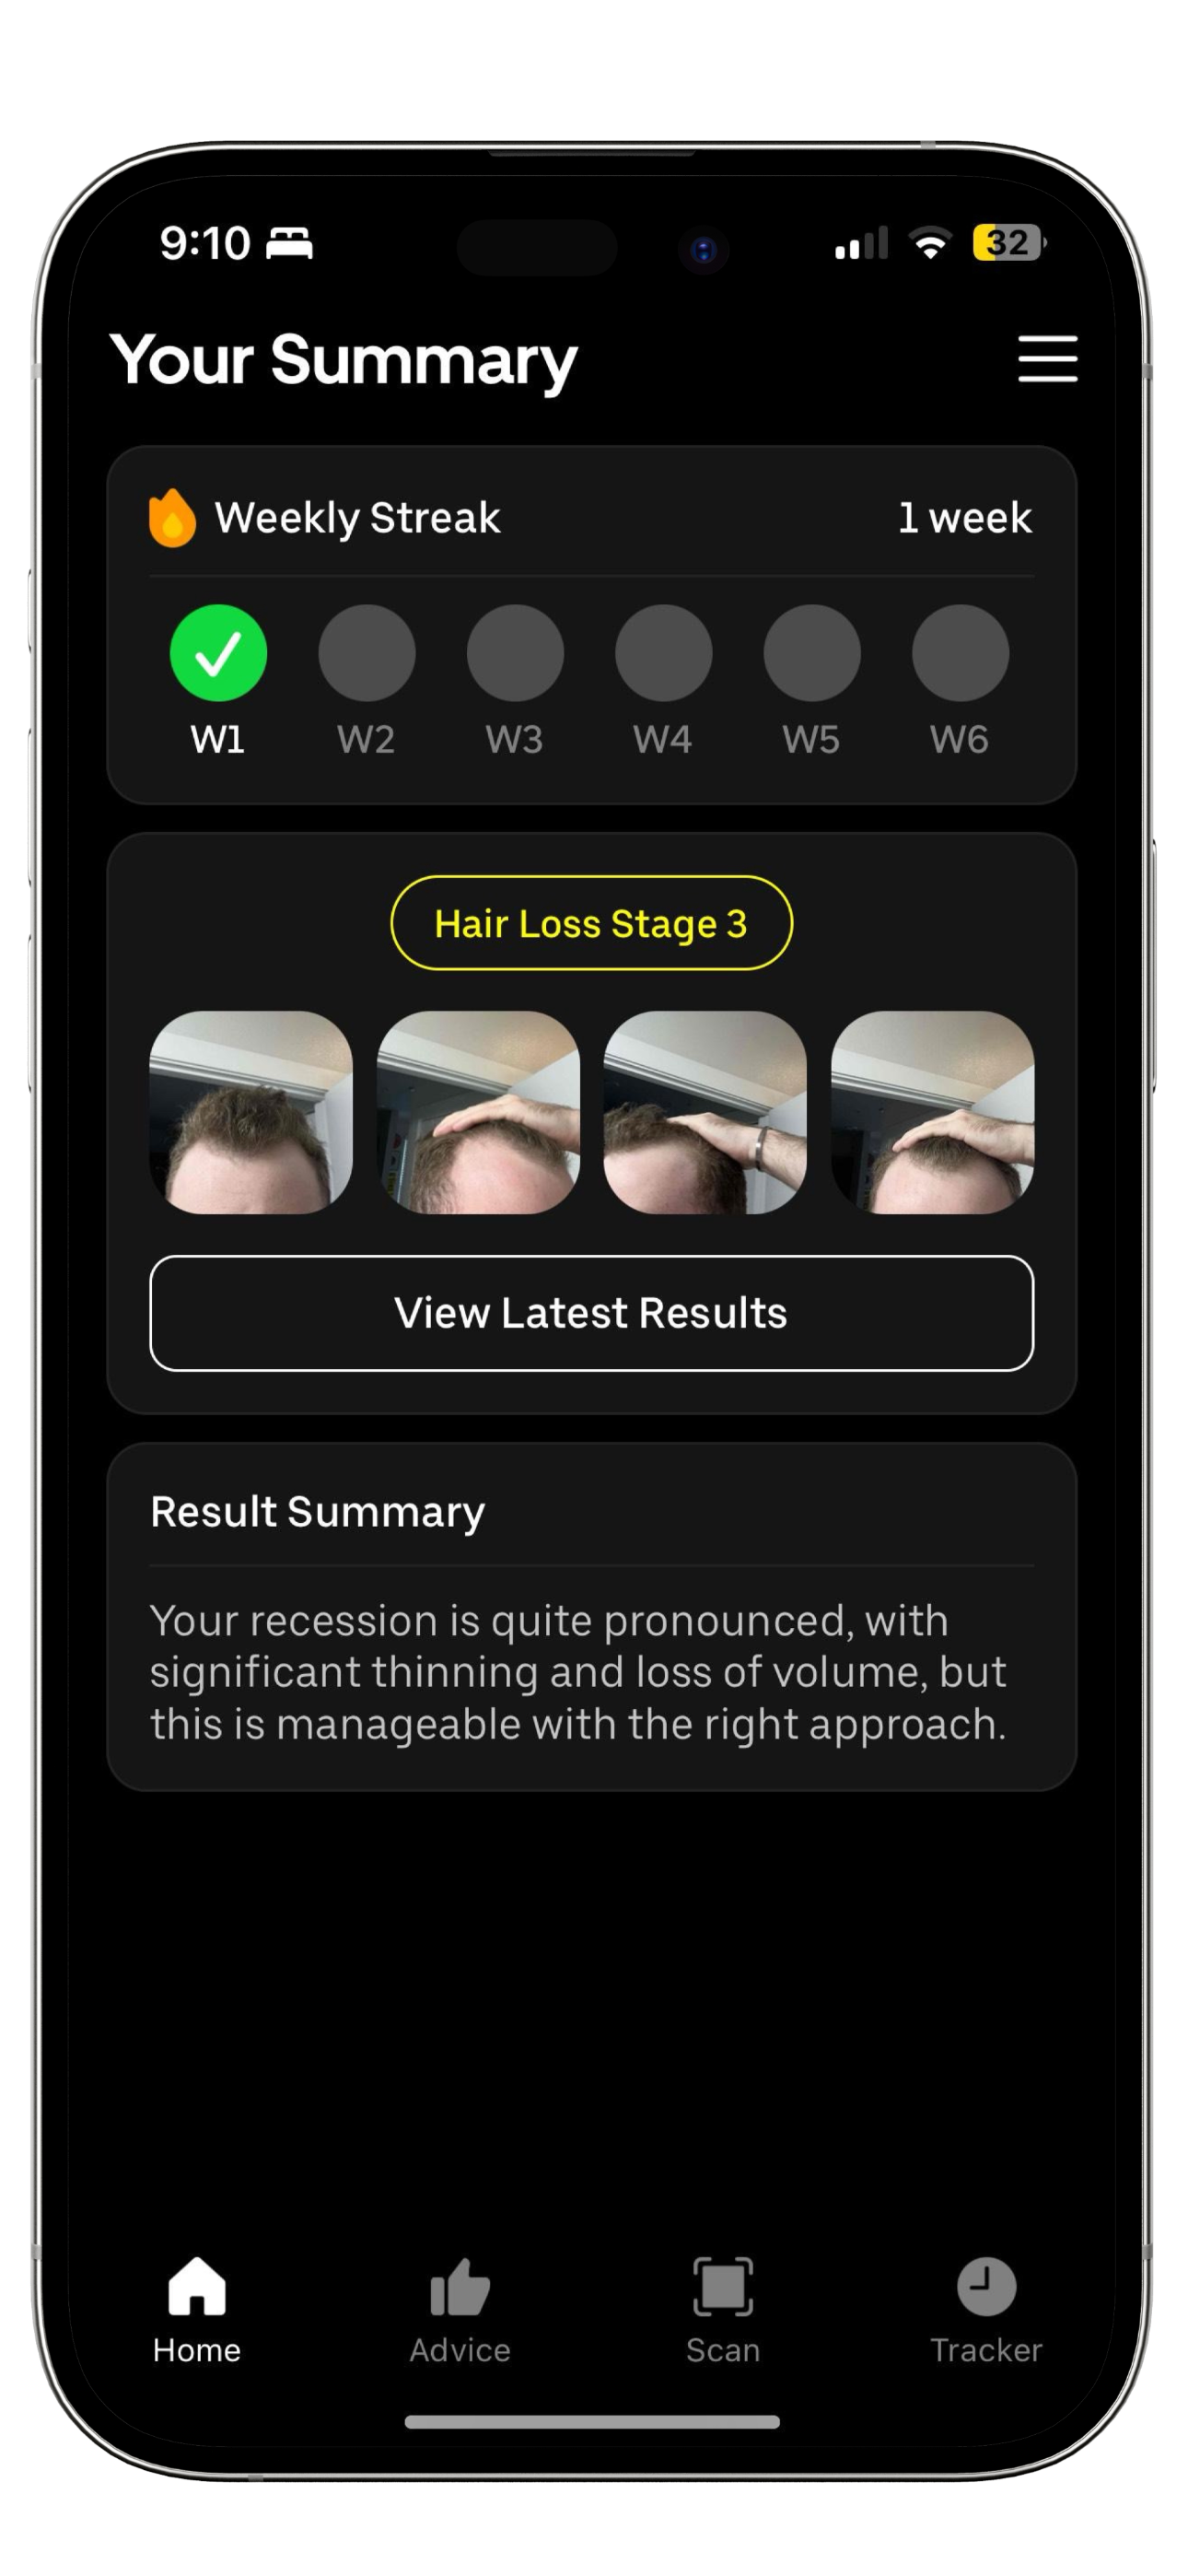 9:10
32
Your Summary
Weekly Streak
1 week
W1 W2 W3 W4 W5 W6
Hair Loss Stage 3
View Latest Results
Result Summary
Your recession is quite pronounced, with
significant thinning and loss of volume, but
this is manageable with the right approach.
Home Advice Scan Tracker